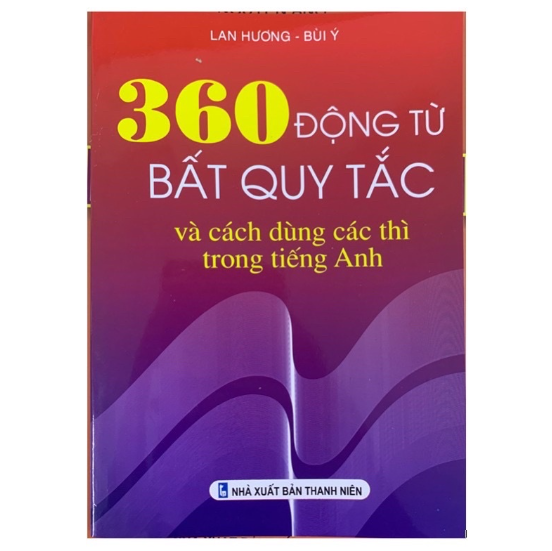 LAN HƯƠNG - BÙI Ý
360 ĐỘNG TỪ
BẤT QUY TẮC
và cách dùng các thì
trong tiếng Anh
NHÀ XUẤT BẢN THANH NIÊN